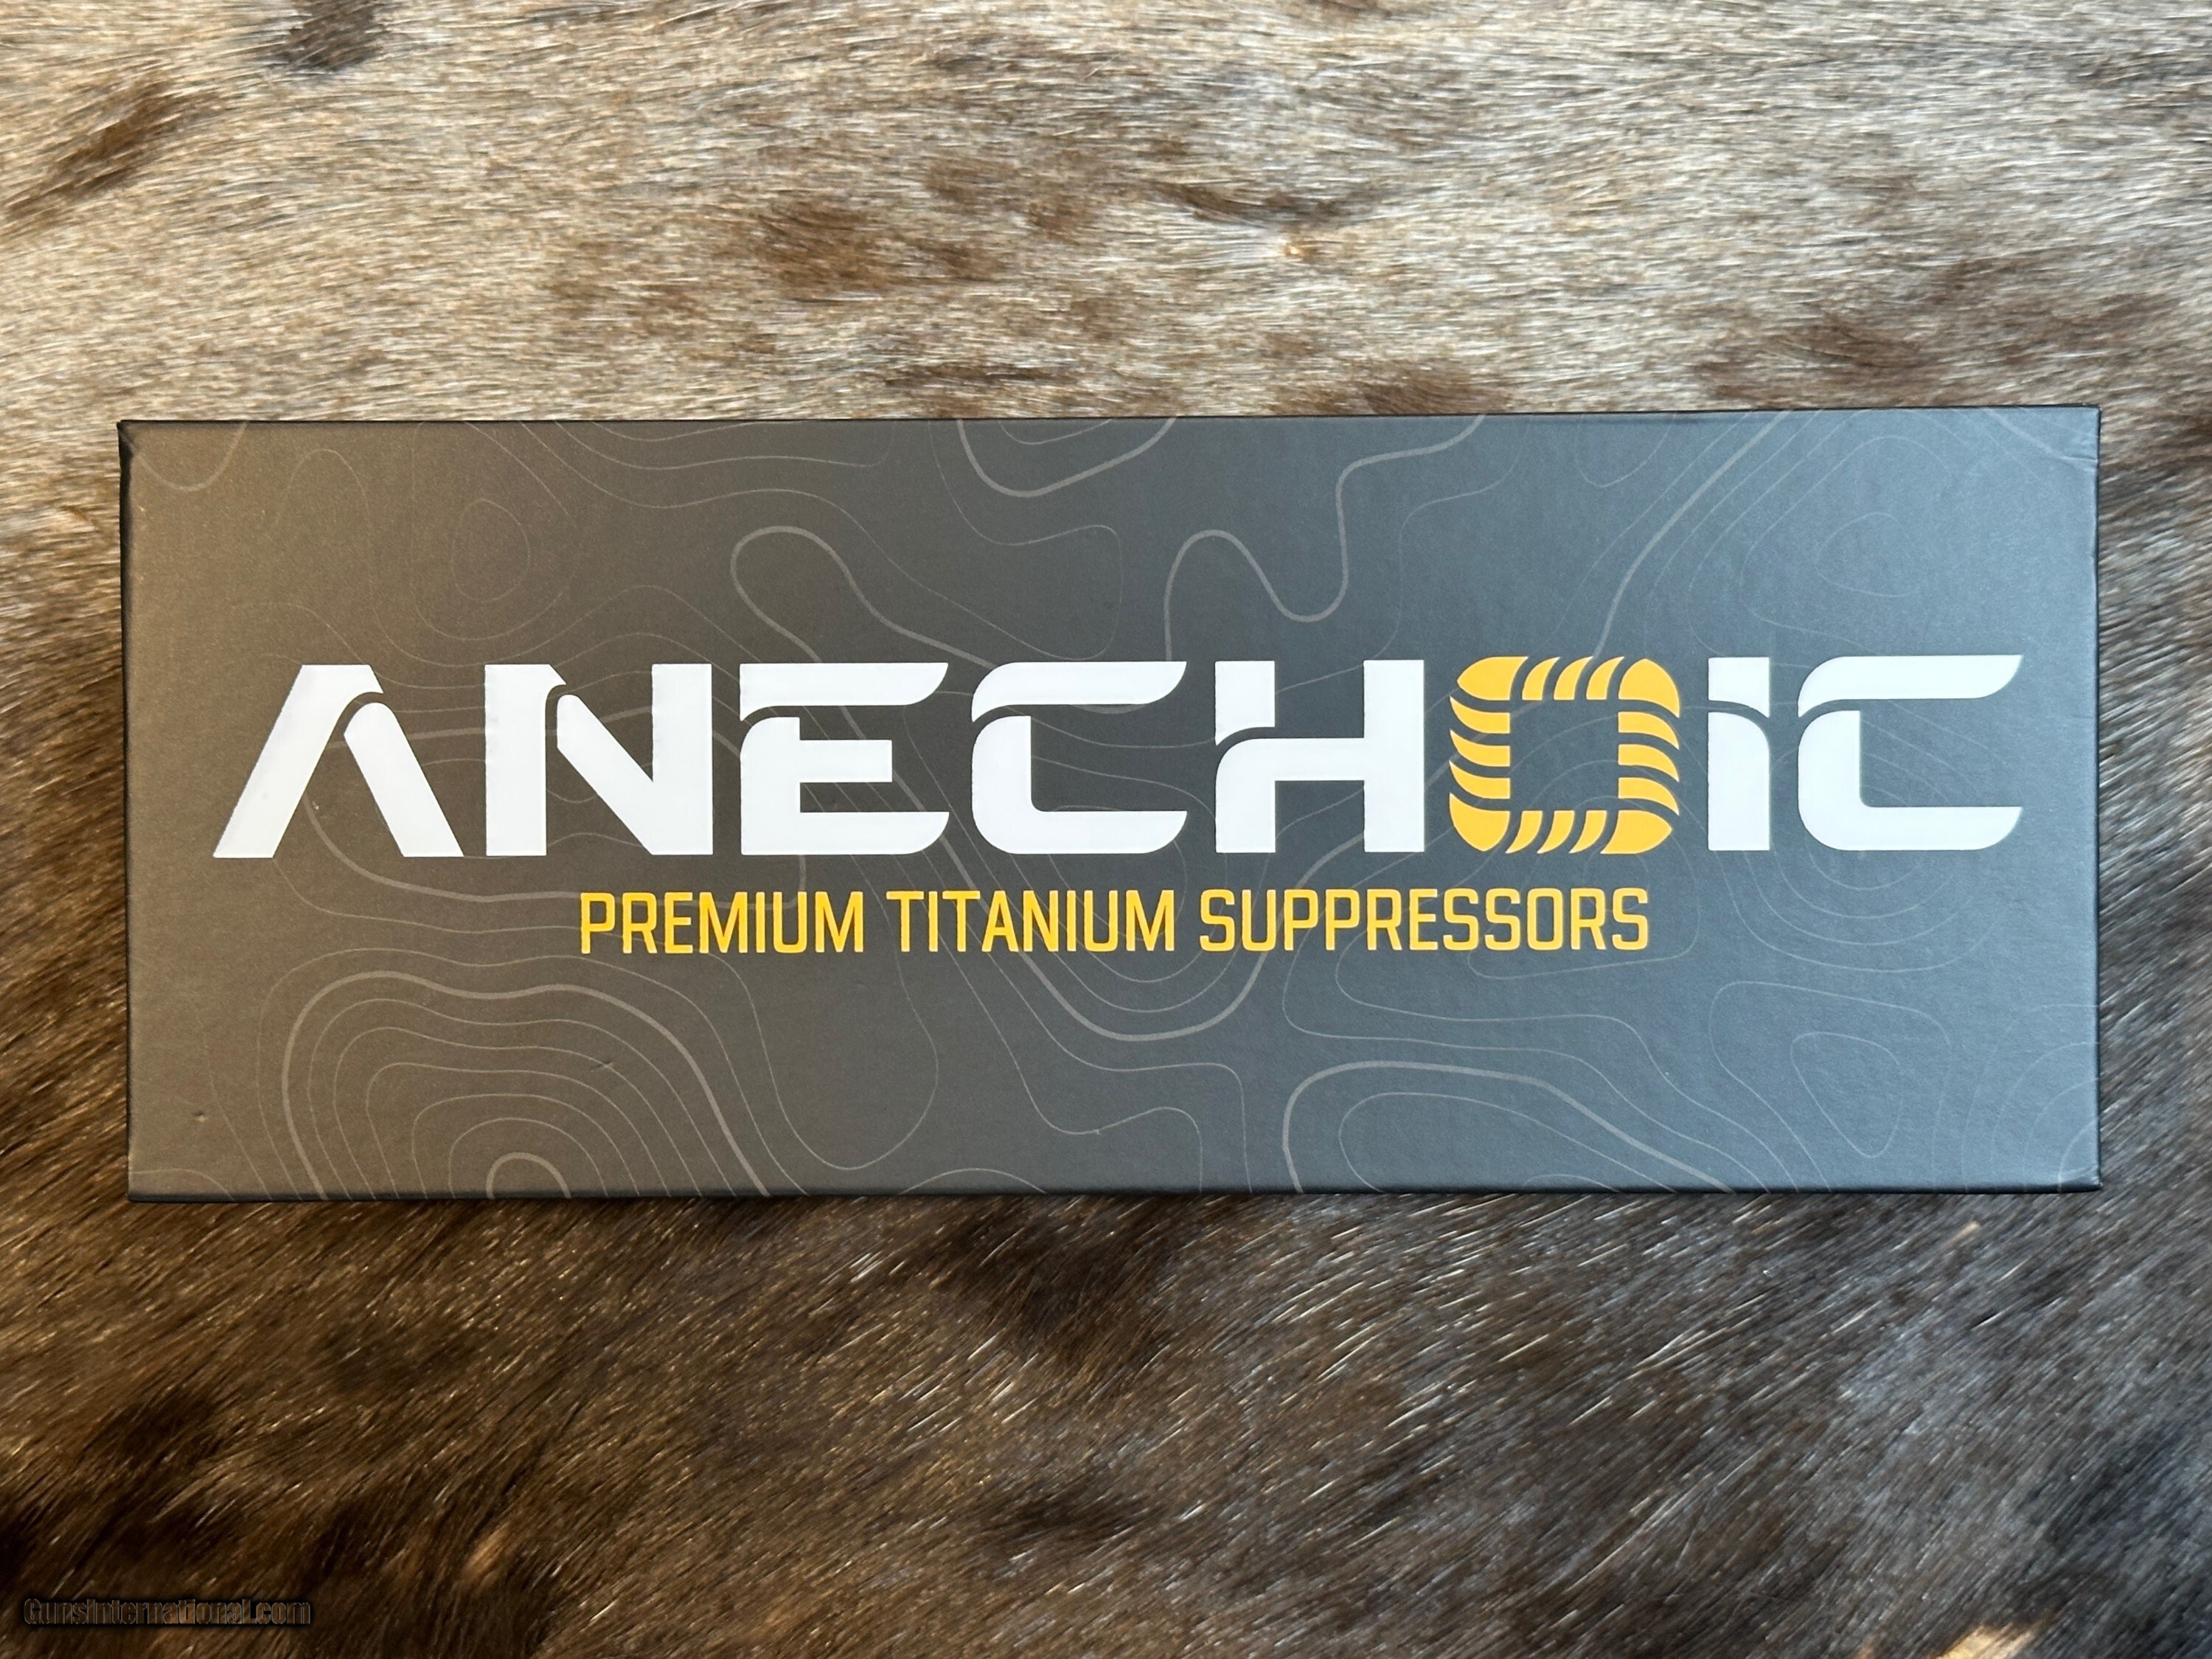 ANECHOiC
PREMIUM TITANIUM SUPPRESSORS
GunsInternational.com